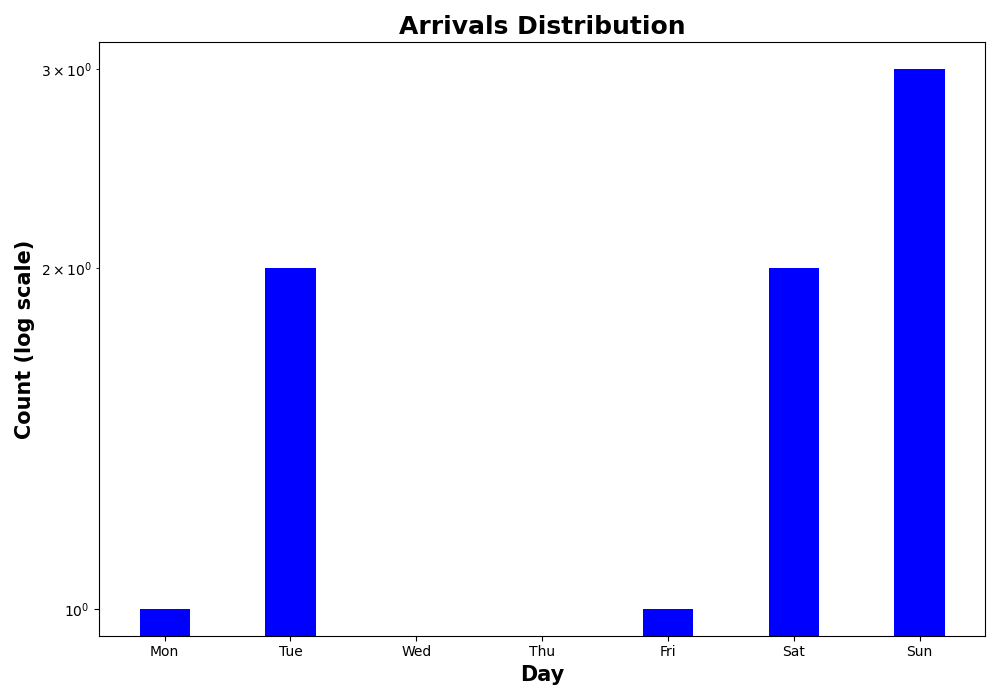 Arrivals Distribution
3 × 10⁰
2 × 10⁰
10⁰
Count (log scale)
Mon Tue Wed Thu Fri Sat Sun
Day